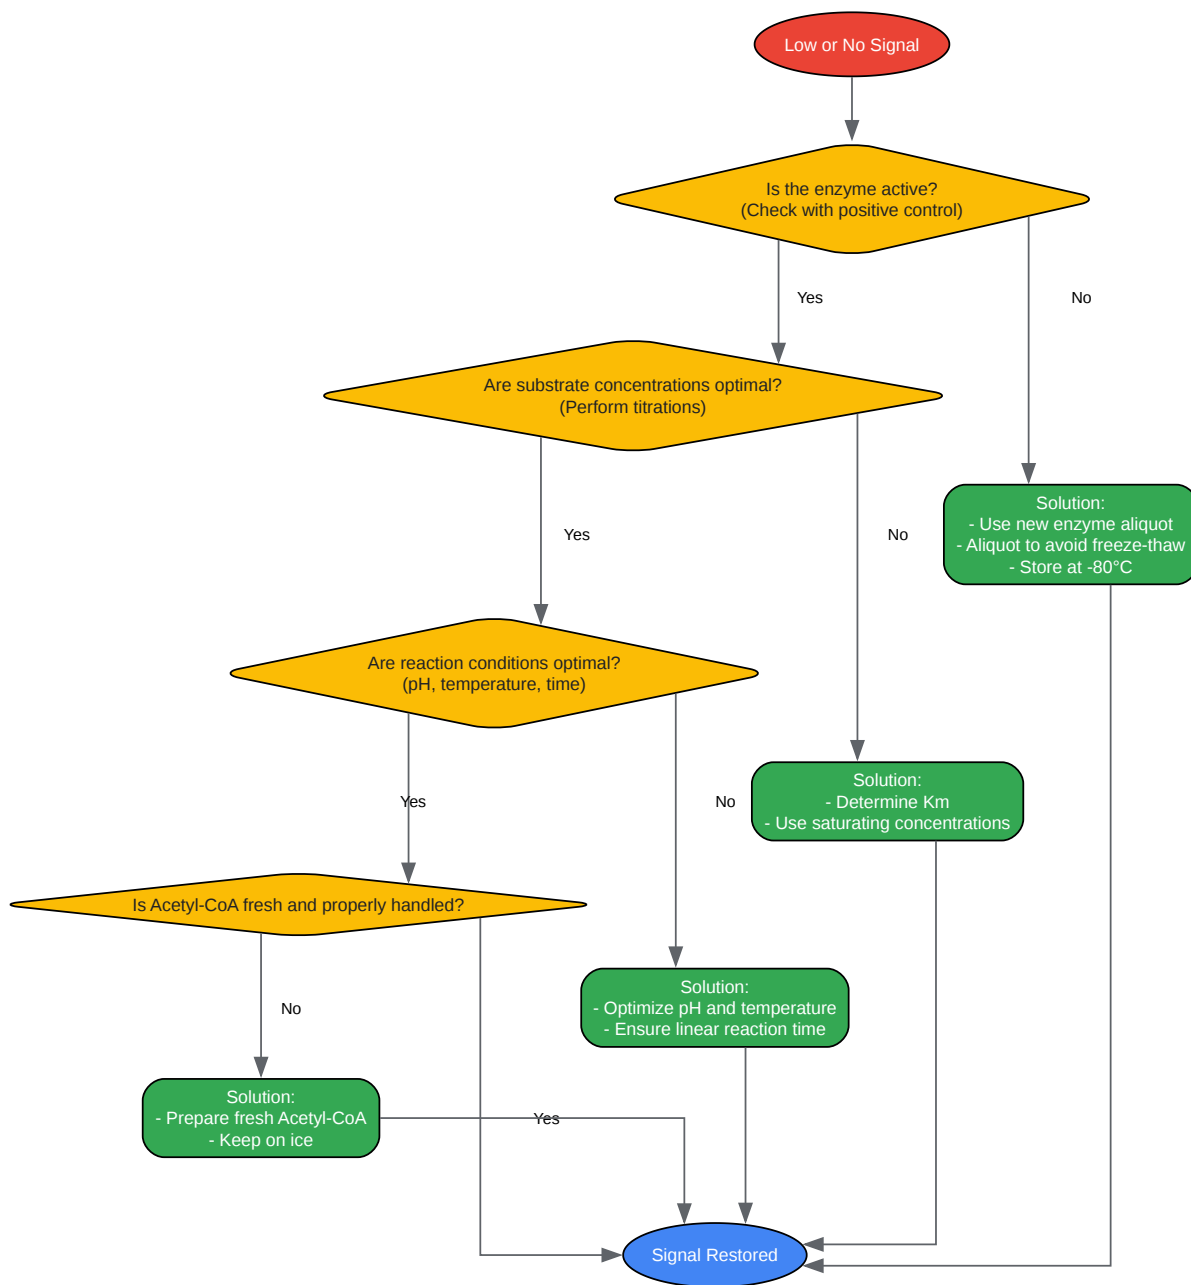 Low or No Signal
Is the enzyme active?
(Check with positive control)
Yes
No
Are substrate concentrations optimal?
(Perform titrations)
Yes
No
Solution:
- Use new enzyme aliquot
- Aliquot to avoid freeze-thaw
- Store at -80°C
Are reaction conditions optimal?
(pH, temperature, time)
Yes
No
Solution:
- Determine Km
- Use saturating concentrations
Is Acetyl-CoA fresh and properly handled?
No
Solution:
- Optimize pH and temperature
- Ensure linear reaction time
Solution:
- Prepare fresh Acetyl-CoA
- Keep on ice
Yes
Signal Restored